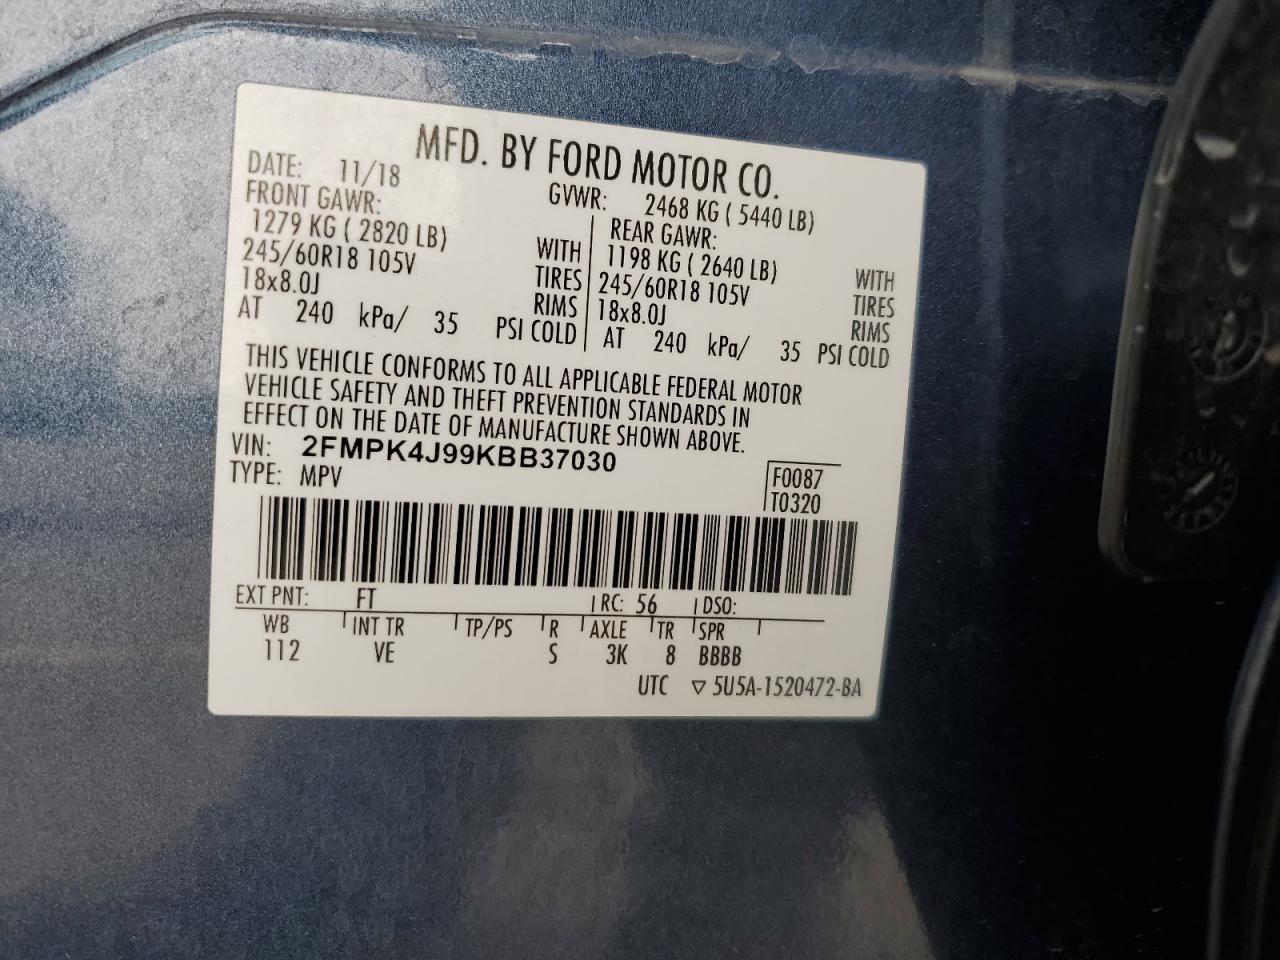 MFD. BY FORD MOTOR CO.
DATE: 11/18 GVWR: 2468 KG ( 5440 LB)
FRONT GAWR: REAR GAWR:
1279 KG ( 2820 LB) WITH 1198 KG ( 2640 LB) WITH
245/60R18 105V TIRES 245/60R18 105V TIRES
18x8.0J RIMS 18x8.0J RIMS
AT 240 kPa/ 35 PSI COLD AT 240 kPa/ 35 PSI COLD
THIS VEHICLE CONFORMS TO ALL APPLICABLE FEDERAL MOTOR
VEHICLE SAFETY AND THEFT PREVENTION STANDARDS IN
EFFECT ON THE DATE OF MANUFACTURE SHOWN ABOVE.
VIN: 2FMPK4J99KBB37030
TYPE: MPV F0087
T0320
EXT PNT: FT RC: 56 DSO:
WB INT TR TP/PS R AXLE TR SPR
112 VE S 3K 8 BBBB
UTC ▽ 5U5A-1520472-BA